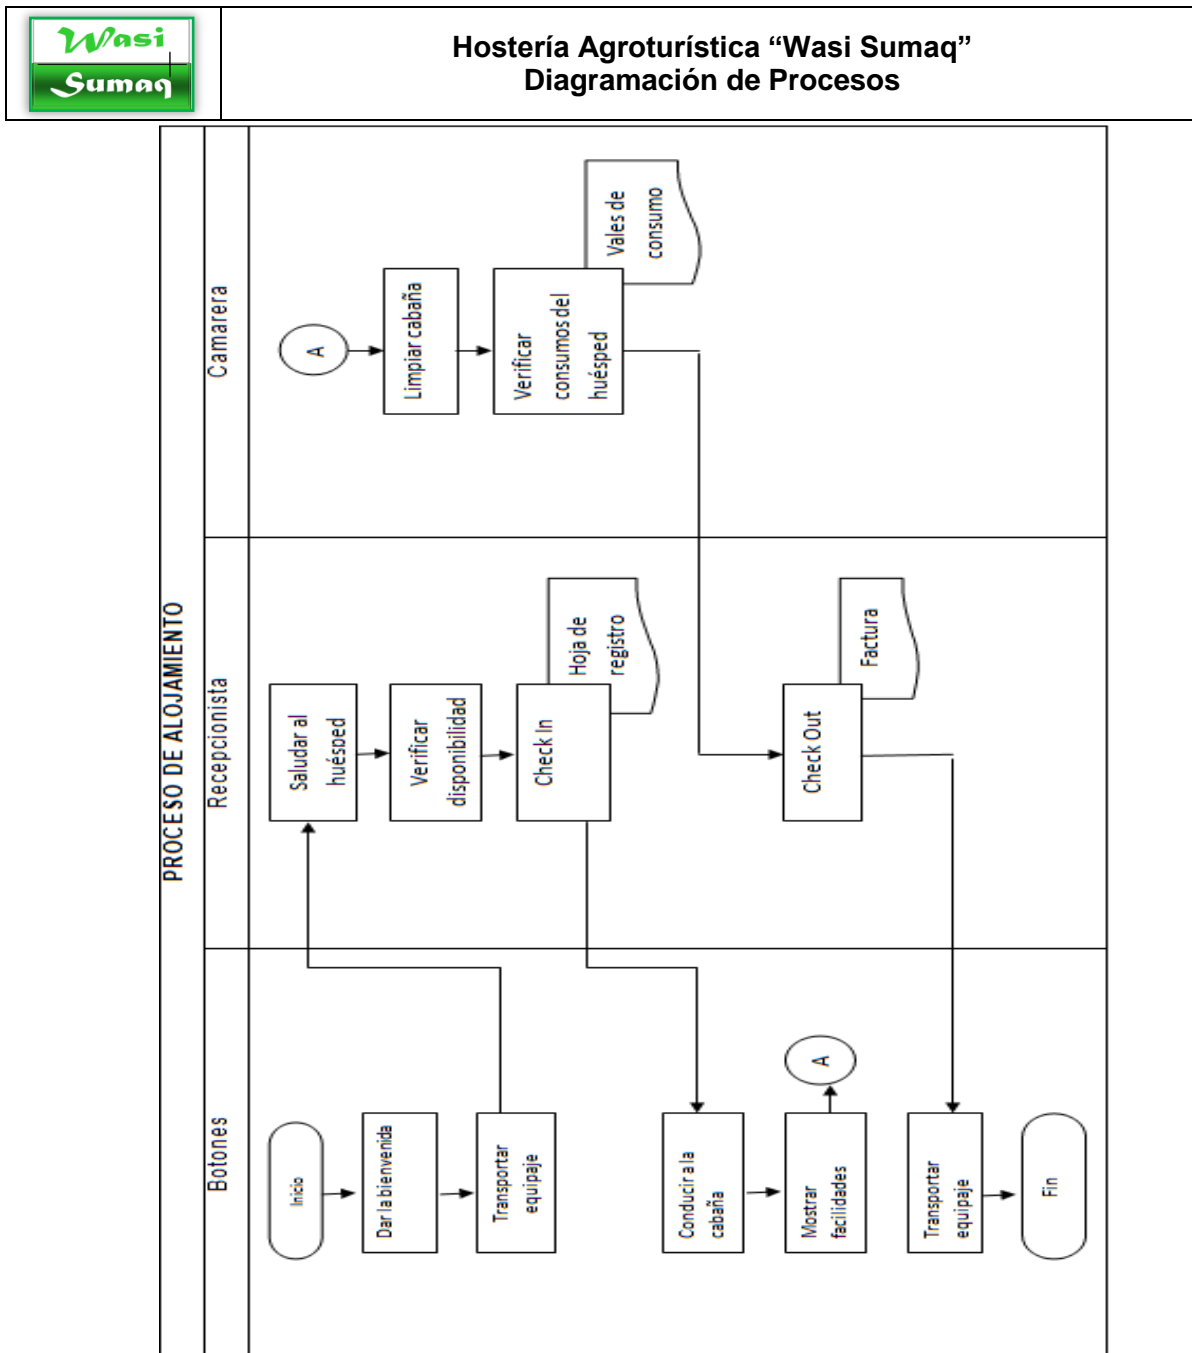 Wasi
Sumaq
Hostería Agroturística “Wasi Sumaq”
Diagramación de Procesos
PROCESO DE ALOJAMIENTO
Botones
Recepcionista
Camarera
Inicio
Dar la bienvenida
Transportar
equipaje
Conducir a la
cabaña
Mostrar
facilidades
A
Transportar
equipaje
Fin
Saludar al
huésped
Verificar
disponibilidad
Check In
Hoja de
registro
Check Out
Factura
A
Limpiar cabaña
Verificar
consumos del
huésped
Vales de
consumo